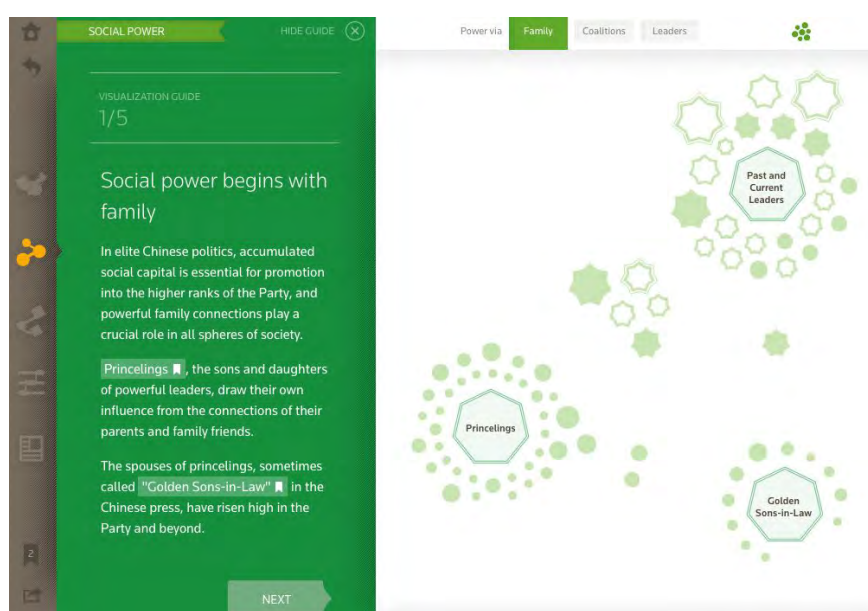 SOCIAL POWER
HIDE GUIDE
VISUALIZATION GUIDE
1/5
Social power begins with
family
In elite Chinese politics, accumulated
social capital is essential for promotion
into the higher ranks of the Party, and
powerful family connections play a
crucial role in all spheres of society.
Princelings , the sons and daughters
of powerful leaders, draw their own
influence from the connections of their
parents and family friends.
The spouses of princelings, sometimes
called "Golden Sons-in-Law" in the
Chinese press, have risen high in the
Party and beyond.
2
NEXT
Power via Family Coalitions Leaders
Past and
Current
Leaders
Princelings
Golden
Sons-in-Law